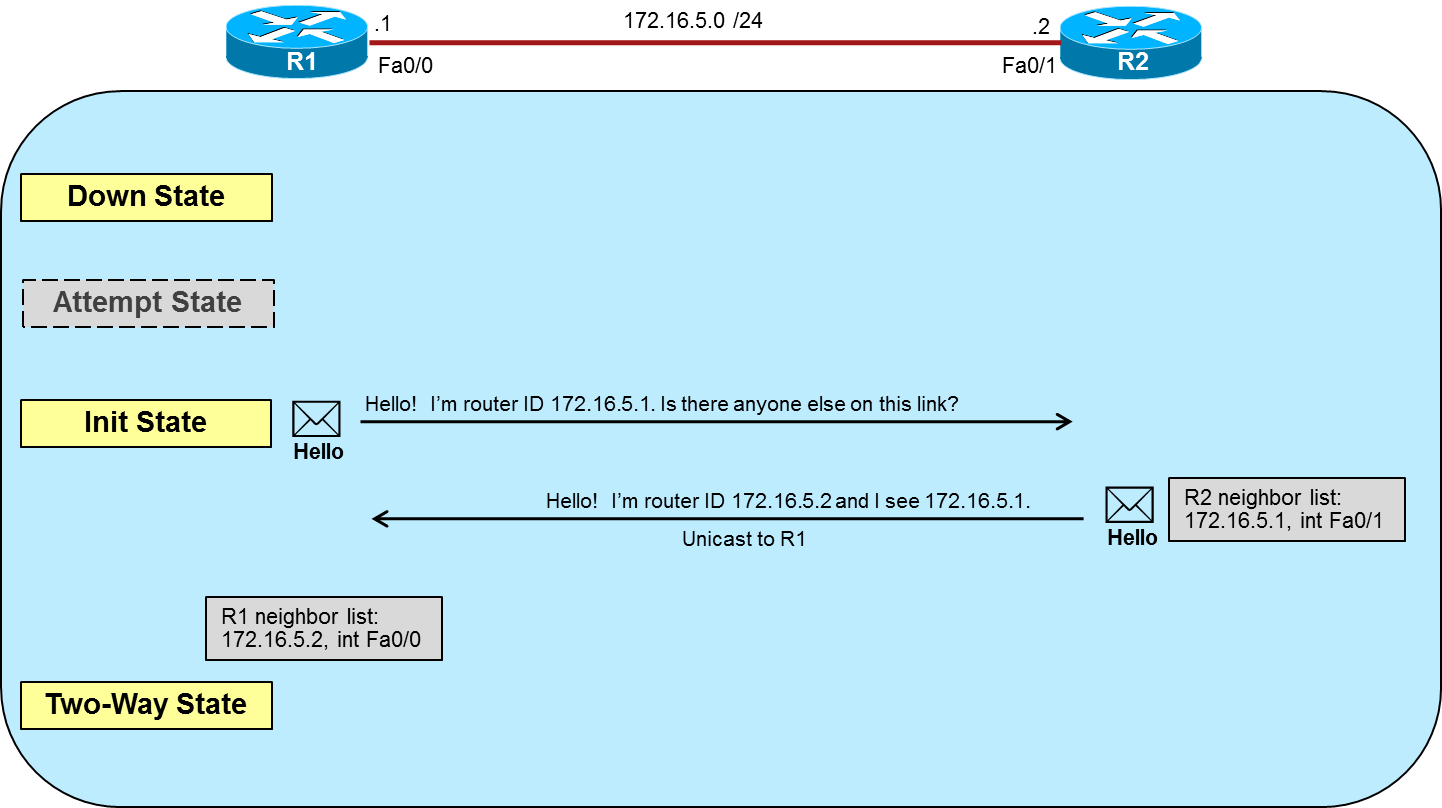 172.16.5.0 /24
.1
.2
R1
R2
Fa0/0
Fa0/1
Down State
Attempt State
Init State
Hello
Hello! I'm router ID 172.16.5.1. Is there anyone else on this link?
Hello! I'm router ID 172.16.5.2 and I see 172.16.5.1.
Unicast to R1
Hello
R2 neighbor list:
172.16.5.1, int Fa0/1
R1 neighbor list:
172.16.5.2, int Fa0/0
Two-Way State